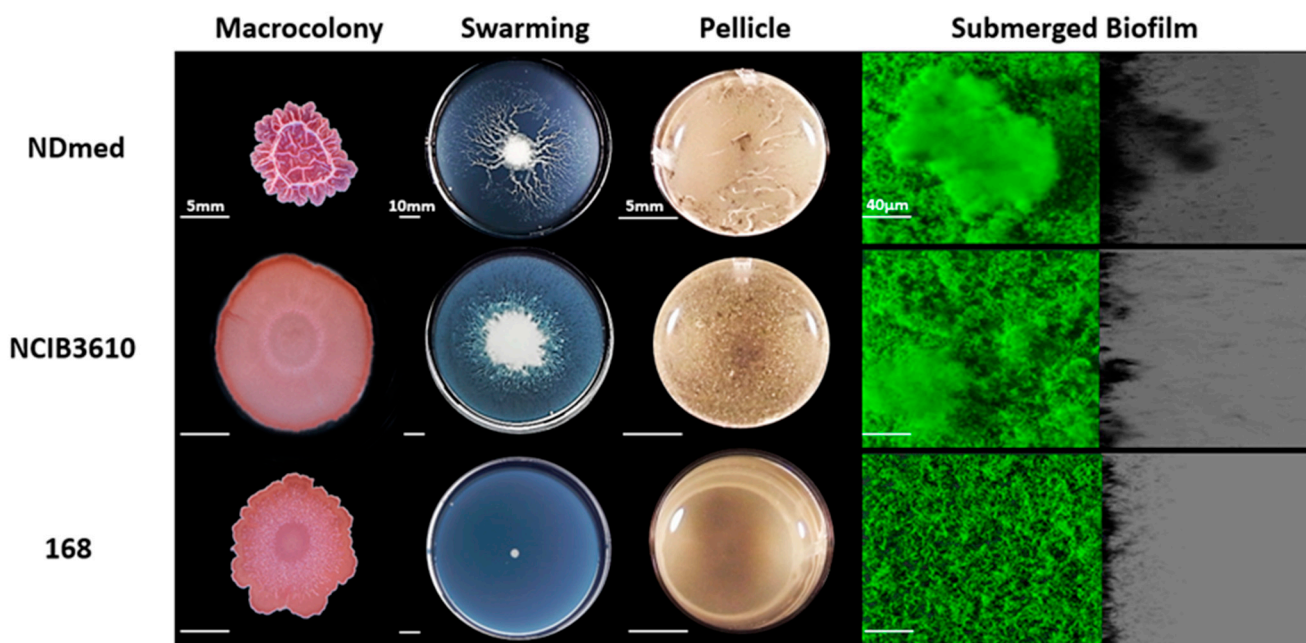 Macrocolony Swarming Pellicle Submerged Biofilm
NDmed
5mm 10mm 5mm 40µm
NCIB3610
168